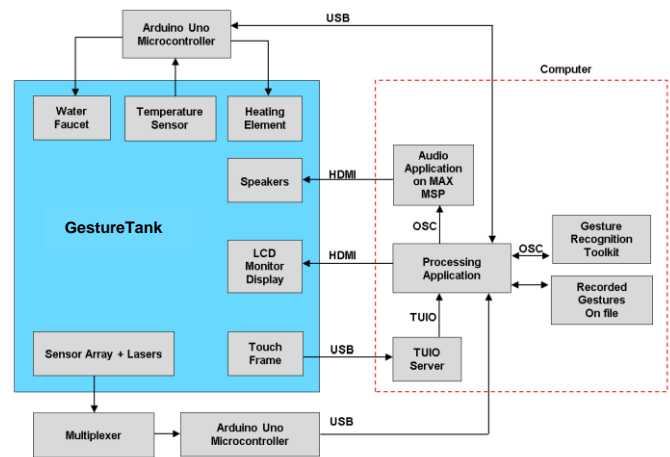 Arduino Uno
Microcontroller
USB
Computer
Water
Faucet
Temperature
Sensor
Heating
Element
Audio
Application
on MAX
MSP
Speakers
HDMI
OSC
GestureTank
Gesture
Recognition
Toolkit
OSC
LCD
Monitor
Display
HDMI
Processing
Application
Recorded
Gestures
On file
TUIO
Sensor Array + Lasers
Touch
Frame
USB
TUIO
Server
Multiplexer
Arduino Uno
Microcontroller
USB